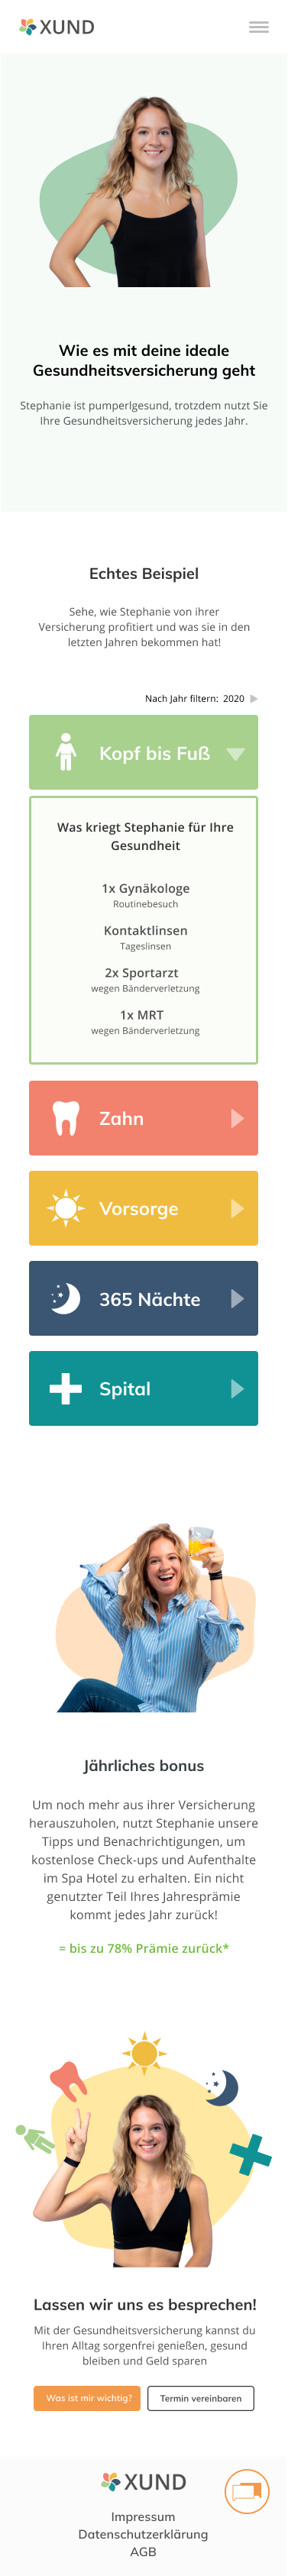 XUND
Wie es mit deine ideale
Gesundheitsversicherung geht
Stephanie ist pumperlgesund, trotzdem nutzt Sie
Ihre Gesundheitsversicherung jedes Jahr.
Echtes Beispiel
Sehe, wie Stephanie von ihrer
Versicherung profitiert und was sie in den
letzten Jahren bekommen hat!
Nach Jahr filtern: 2020
Kopf bis Fuß
Was kriegt Stephanie für Ihre
Gesundheit
1x Gynäkologe
Routinebesuch
Kontaktlinsen
Tageslinsen
2x Sportarzt
wegen Bänderverletzung
1x MRT
wegen Bänderverletzung
Zahn
Vorsorge
365 Nächte
Spital
Jährliches bonus
Um noch mehr aus ihrer Versicherung
herauszuholen, nutzt Stephanie unsere
Tipps und Benachrichtigungen, um
kostenlose Check-ups und Aufenthalte
im Spa Hotel zu erhalten. Ein nicht
genutzter Teil Ihres Jahresprämie
kommt jedes Jahr zurück!
= bis zu 78% Prämie zurück*
Lassen wir uns es besprechen!
Mit der Gesundheitsversicherung kannst du
Ihren Alltag sorgenfrei genießen, gesund
bleiben und Geld sparen
Was ist mir wichtig?
Termin vereinbaren
XUND
Impressum
Datenschutzerklärung
AGB